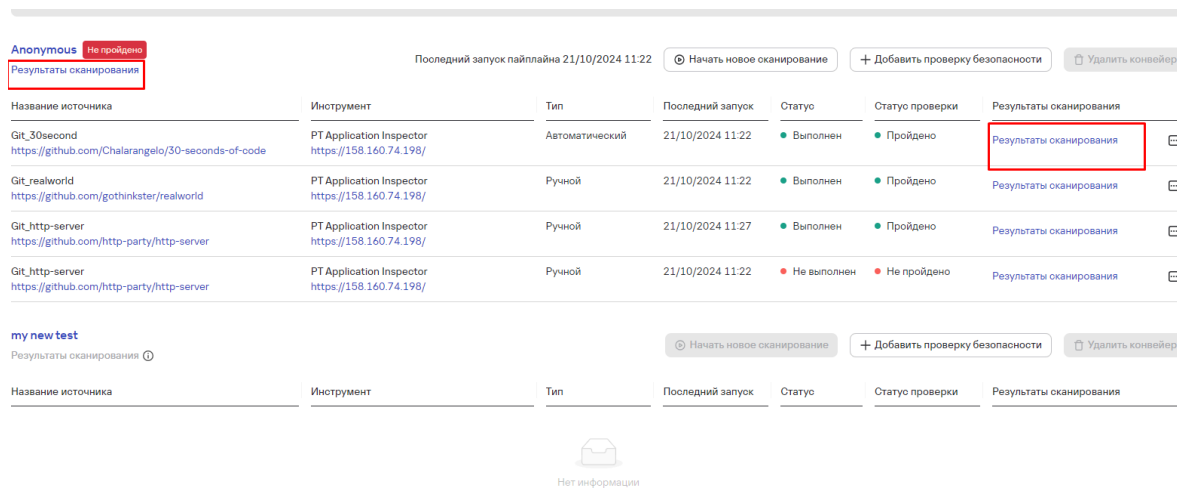 Anonymous Не пройдено
Результаты сканирования
Последний запуск пайплайна 21/10/2024 11:22 Начать новое сканирование + Добавить проверку безопасности Удалить конвейер
Название источника Инструмент Тип Последний запуск Статус Статус проверки Результаты сканирования
Git_30second PT Application Inspector Автоматический 21/10/2024 11:22 Выполнен Пройдено Результаты сканирования
https://github.com/Chalarangelo/30-seconds-of-code https://158.160.74.198/
Git_realworld PT Application Inspector Ручной 21/10/2024 11:22 Выполнен Пройдено Результаты сканирования
https://github.com/gothinkster/realworld https://158.160.74.198/
Git_http-server PT Application Inspector Ручной 21/10/2024 11:27 Выполнен Пройдено Результаты сканирования
https://github.com/http-party/http-server https://158.160.74.198/
Git_http-server PT Application Inspector Ручной 21/10/2024 11:22 Не выполнен Не пройдено Результаты сканирования
https://github.com/http-party/http-server https://158.160.74.198/
my new test
Результаты сканирования
Начать новое сканирование + Добавить проверку безопасности Удалить конвейер
Название источника Инструмент Тип Последний запуск Статус Статус проверки Результаты сканирования
Нет информации